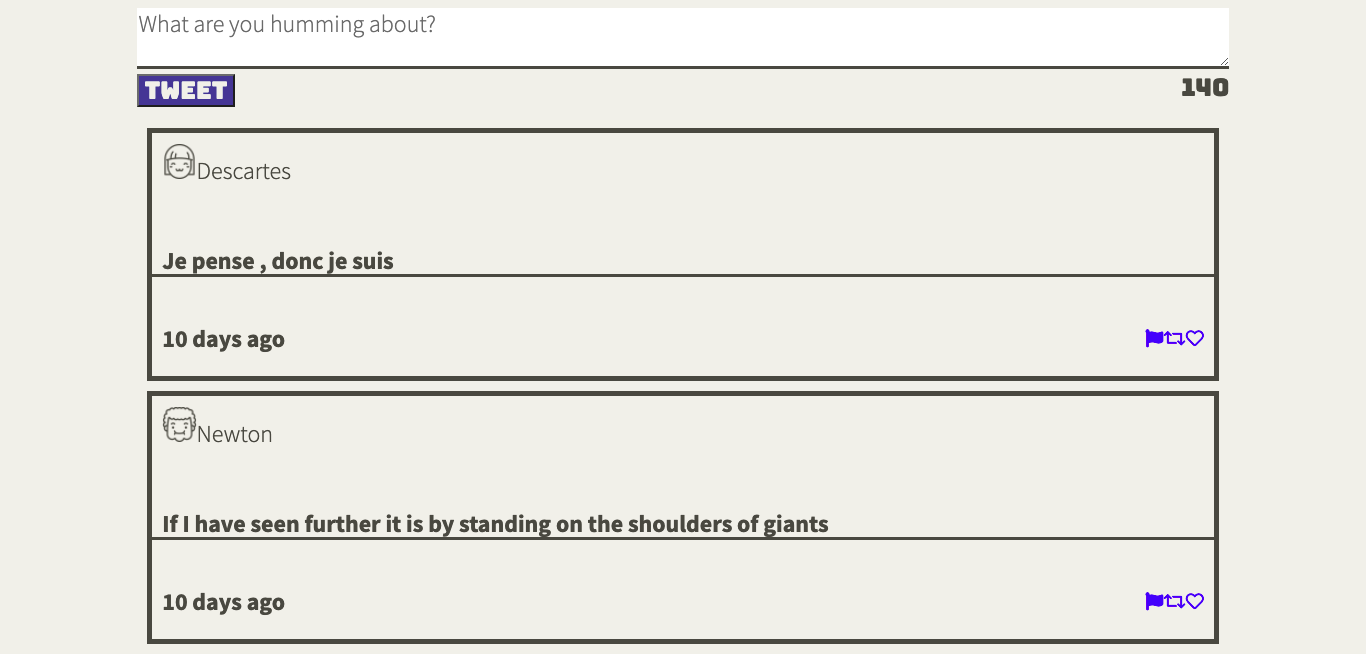 What are you humming about?
TWEET 140
Descartes
Je pense , donc je suis
10 days ago
Newton
If I have seen further it is by standing on the shoulders of giants
10 days ago